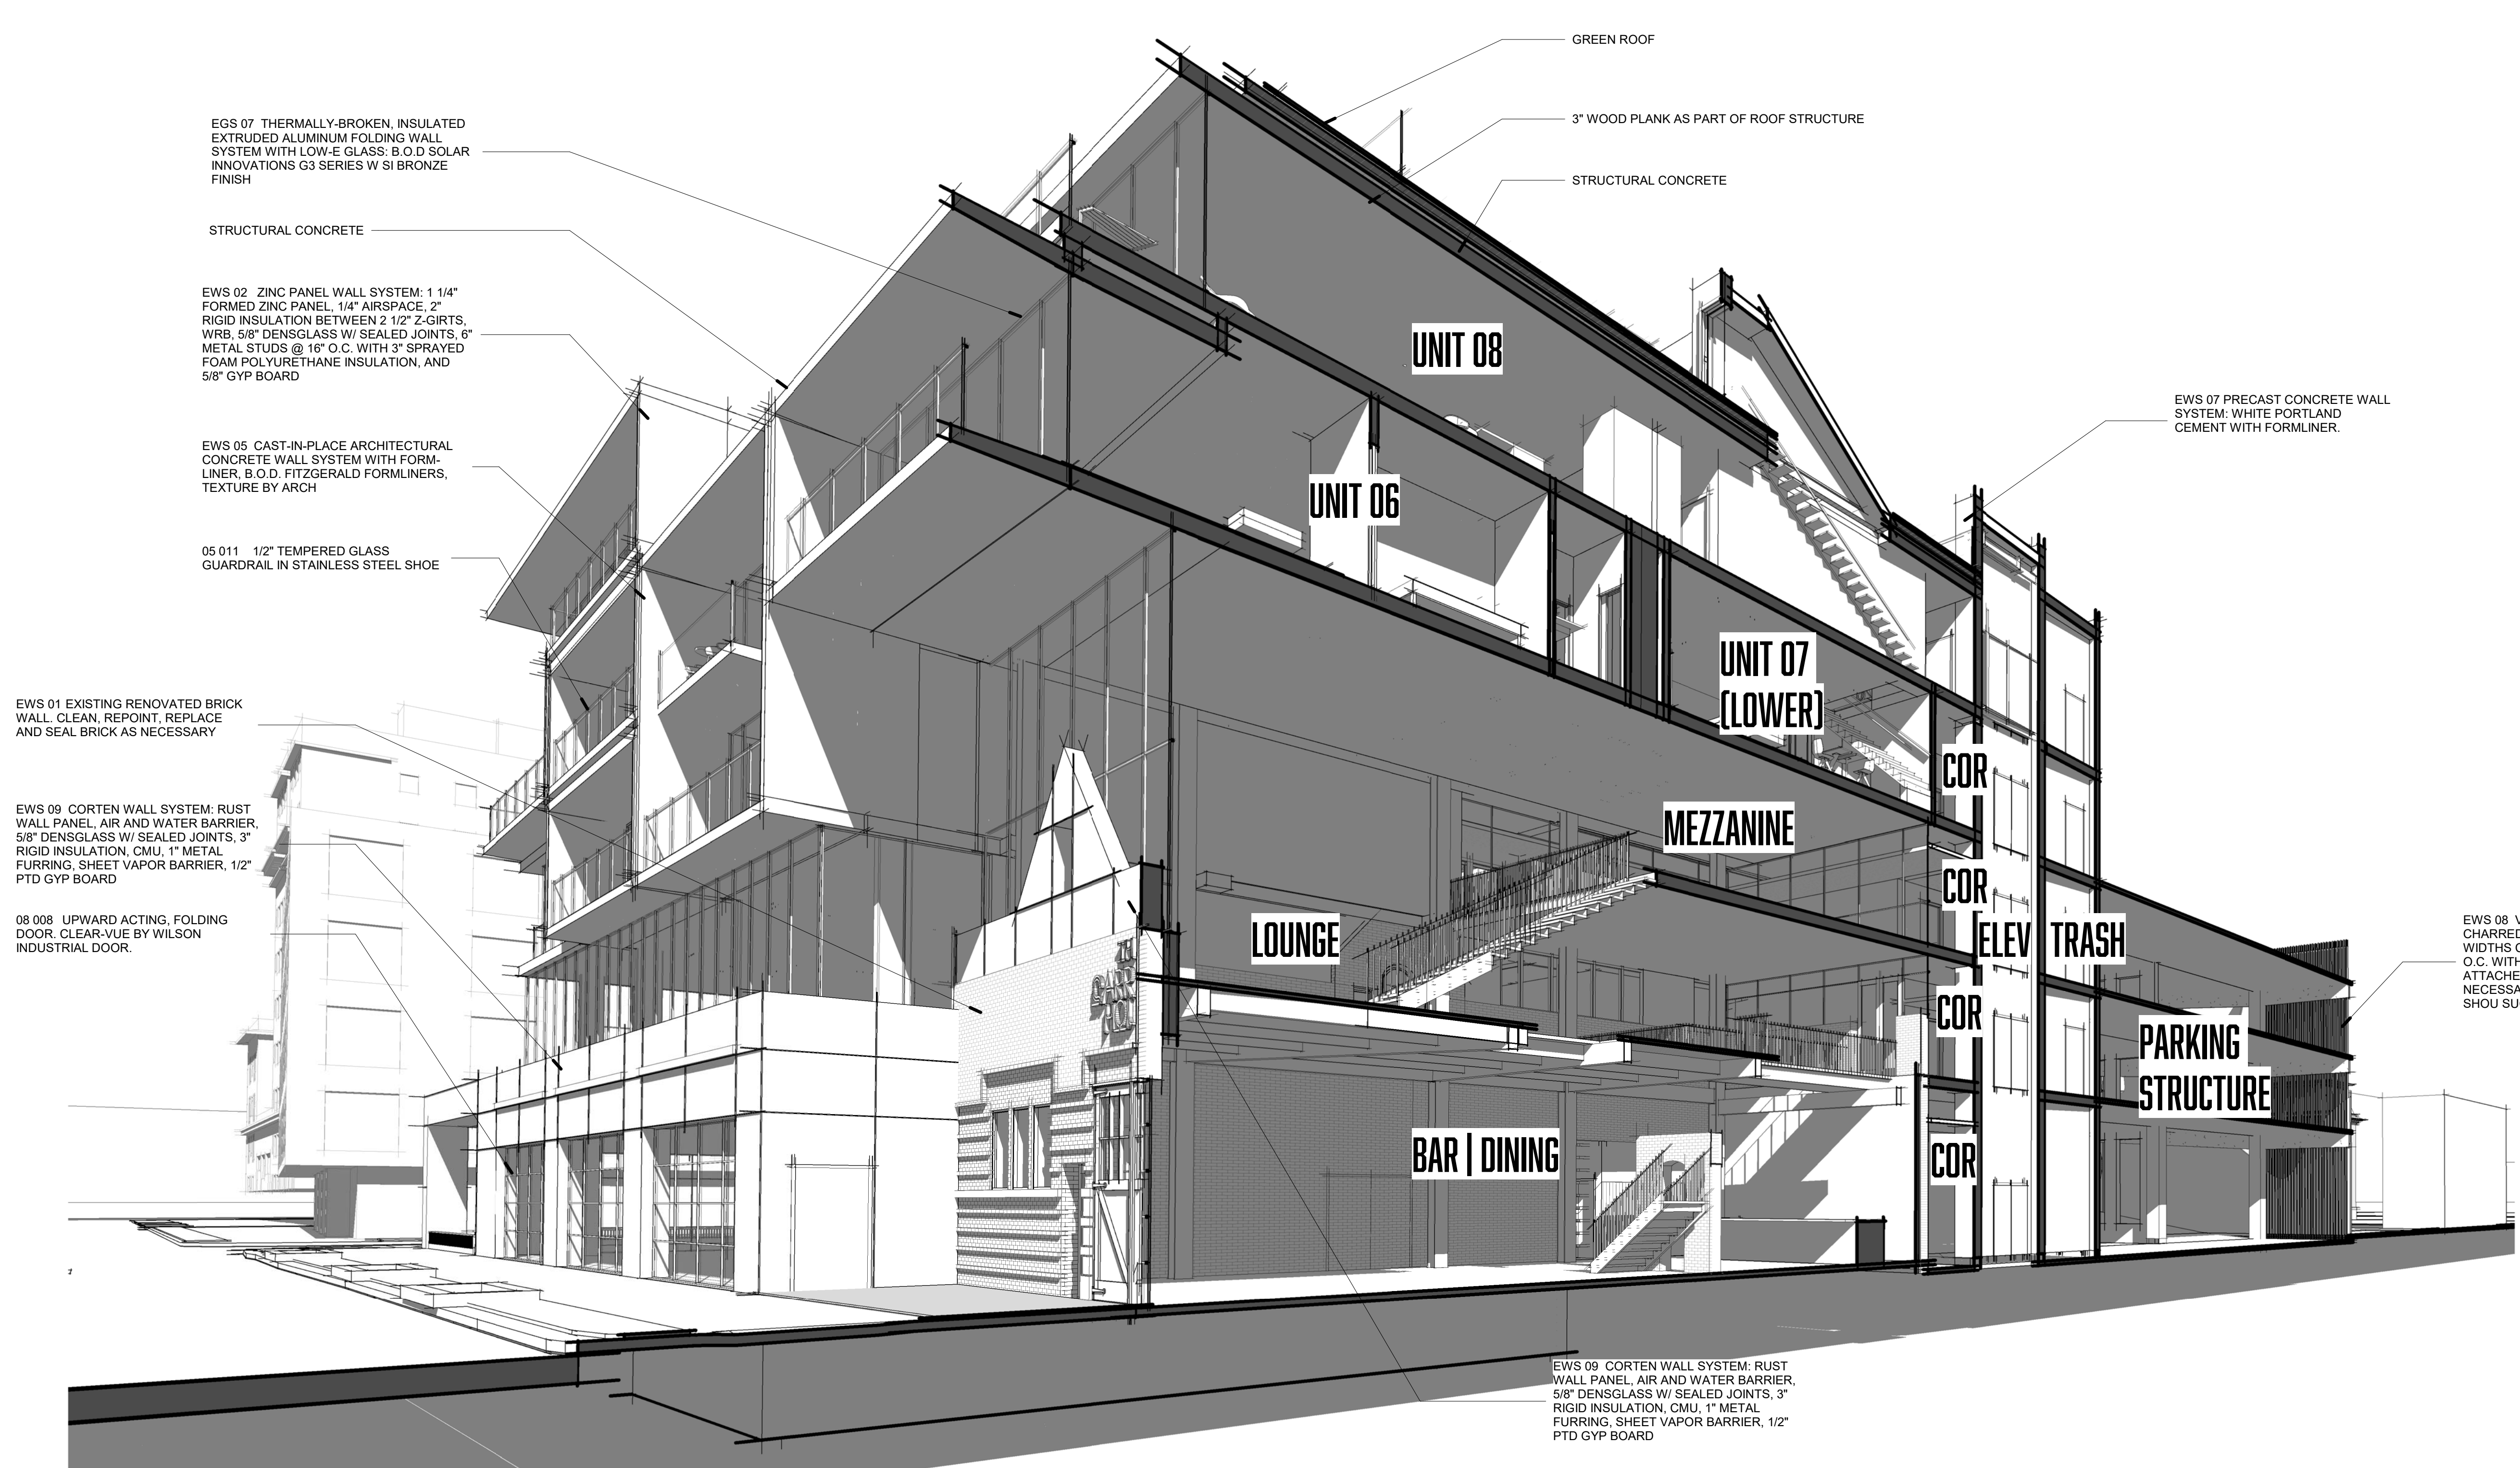 GREEN ROOF
3" WOOD PLANK AS PART OF ROOF STRUCTURE
STRUCTURAL CONCRETE
EGS 07 THERMALLY-BROKEN, INSULATED
EXTRUDED ALUMINUM FOLDING WALL
SYSTEM WITH LOW-E GLASS: B.O.D SOLAR
INNOVATIONS G3 SERIES W SI BRONZE
FINISH
STRUCTURAL CONCRETE
EWS 02 ZINC PANEL WALL SYSTEM: 1 1/4"
FORMED ZINC PANEL, 1/4" AIRSPACE, 2"
RIGID INSULATION BETWEEN 2 1/2" Z-GIRTS,
WRB, 5/8" DENSGLASS W/ SEALED JOINTS, 6"
METAL STUDS @ 16" O.C. WITH 3" SPRAYED
FOAM POLYURETHANE INSULATION, AND
5/8" GYP BOARD
EWS 05 CAST-IN-PLACE ARCHITECTURAL
CONCRETE WALL SYSTEM WITH FORM-
LINER, B.O.D. FITZGERALD FORMLINERS,
TEXTURE BY ARCH
05 011 1/2" TEMPERED GLASS
GUARDRAIL IN STAINLESS STEEL SHOE
EWS 01 EXISTING RENOVATED BRICK
WALL. CLEAN, REPOINT, REPLACE
AND SEAL BRICK AS NECESSARY
EWS 09 CORTEN WALL SYSTEM: RUST
WALL PANEL, AIR AND WATER BARRIER,
5/8" DENSGLASS W/ SEALED JOINTS, 3"
RIGID INSULATION, CMU, 1" METAL
FURRING, SHEET VAPOR BARRIER, 1/2"
PTD GYP BOARD
08 008 UPWARD ACTING, FOLDING
DOOR. CLEAR-VUE BY WILSON
INDUSTRIAL DOOR.
EWS 07 PRECAST CONCRETE WALL
SYSTEM: WHITE PORTLAND
CEMENT WITH FORMLINER.
UNIT 08
UNIT 06
UNIT 07
(LOWER)
COR
MEZZANINE
COR
LOUNGE
ELEV
TRASH
COR
PARKING
STRUCTURE
BAR | DINING
COR
EWS 08 V
CHARRED
WIDTHS O
O.C. WITH
ATTACHE
NECESSA
SHOU SU
EWS 09 CORTEN WALL SYSTEM: RUST
WALL PANEL, AIR AND WATER BARRIER,
5/8" DENSGLASS W/ SEALED JOINTS, 3"
RIGID INSULATION, CMU, 1" METAL
FURRING, SHEET VAPOR BARRIER, 1/2"
PTD GYP BOARD